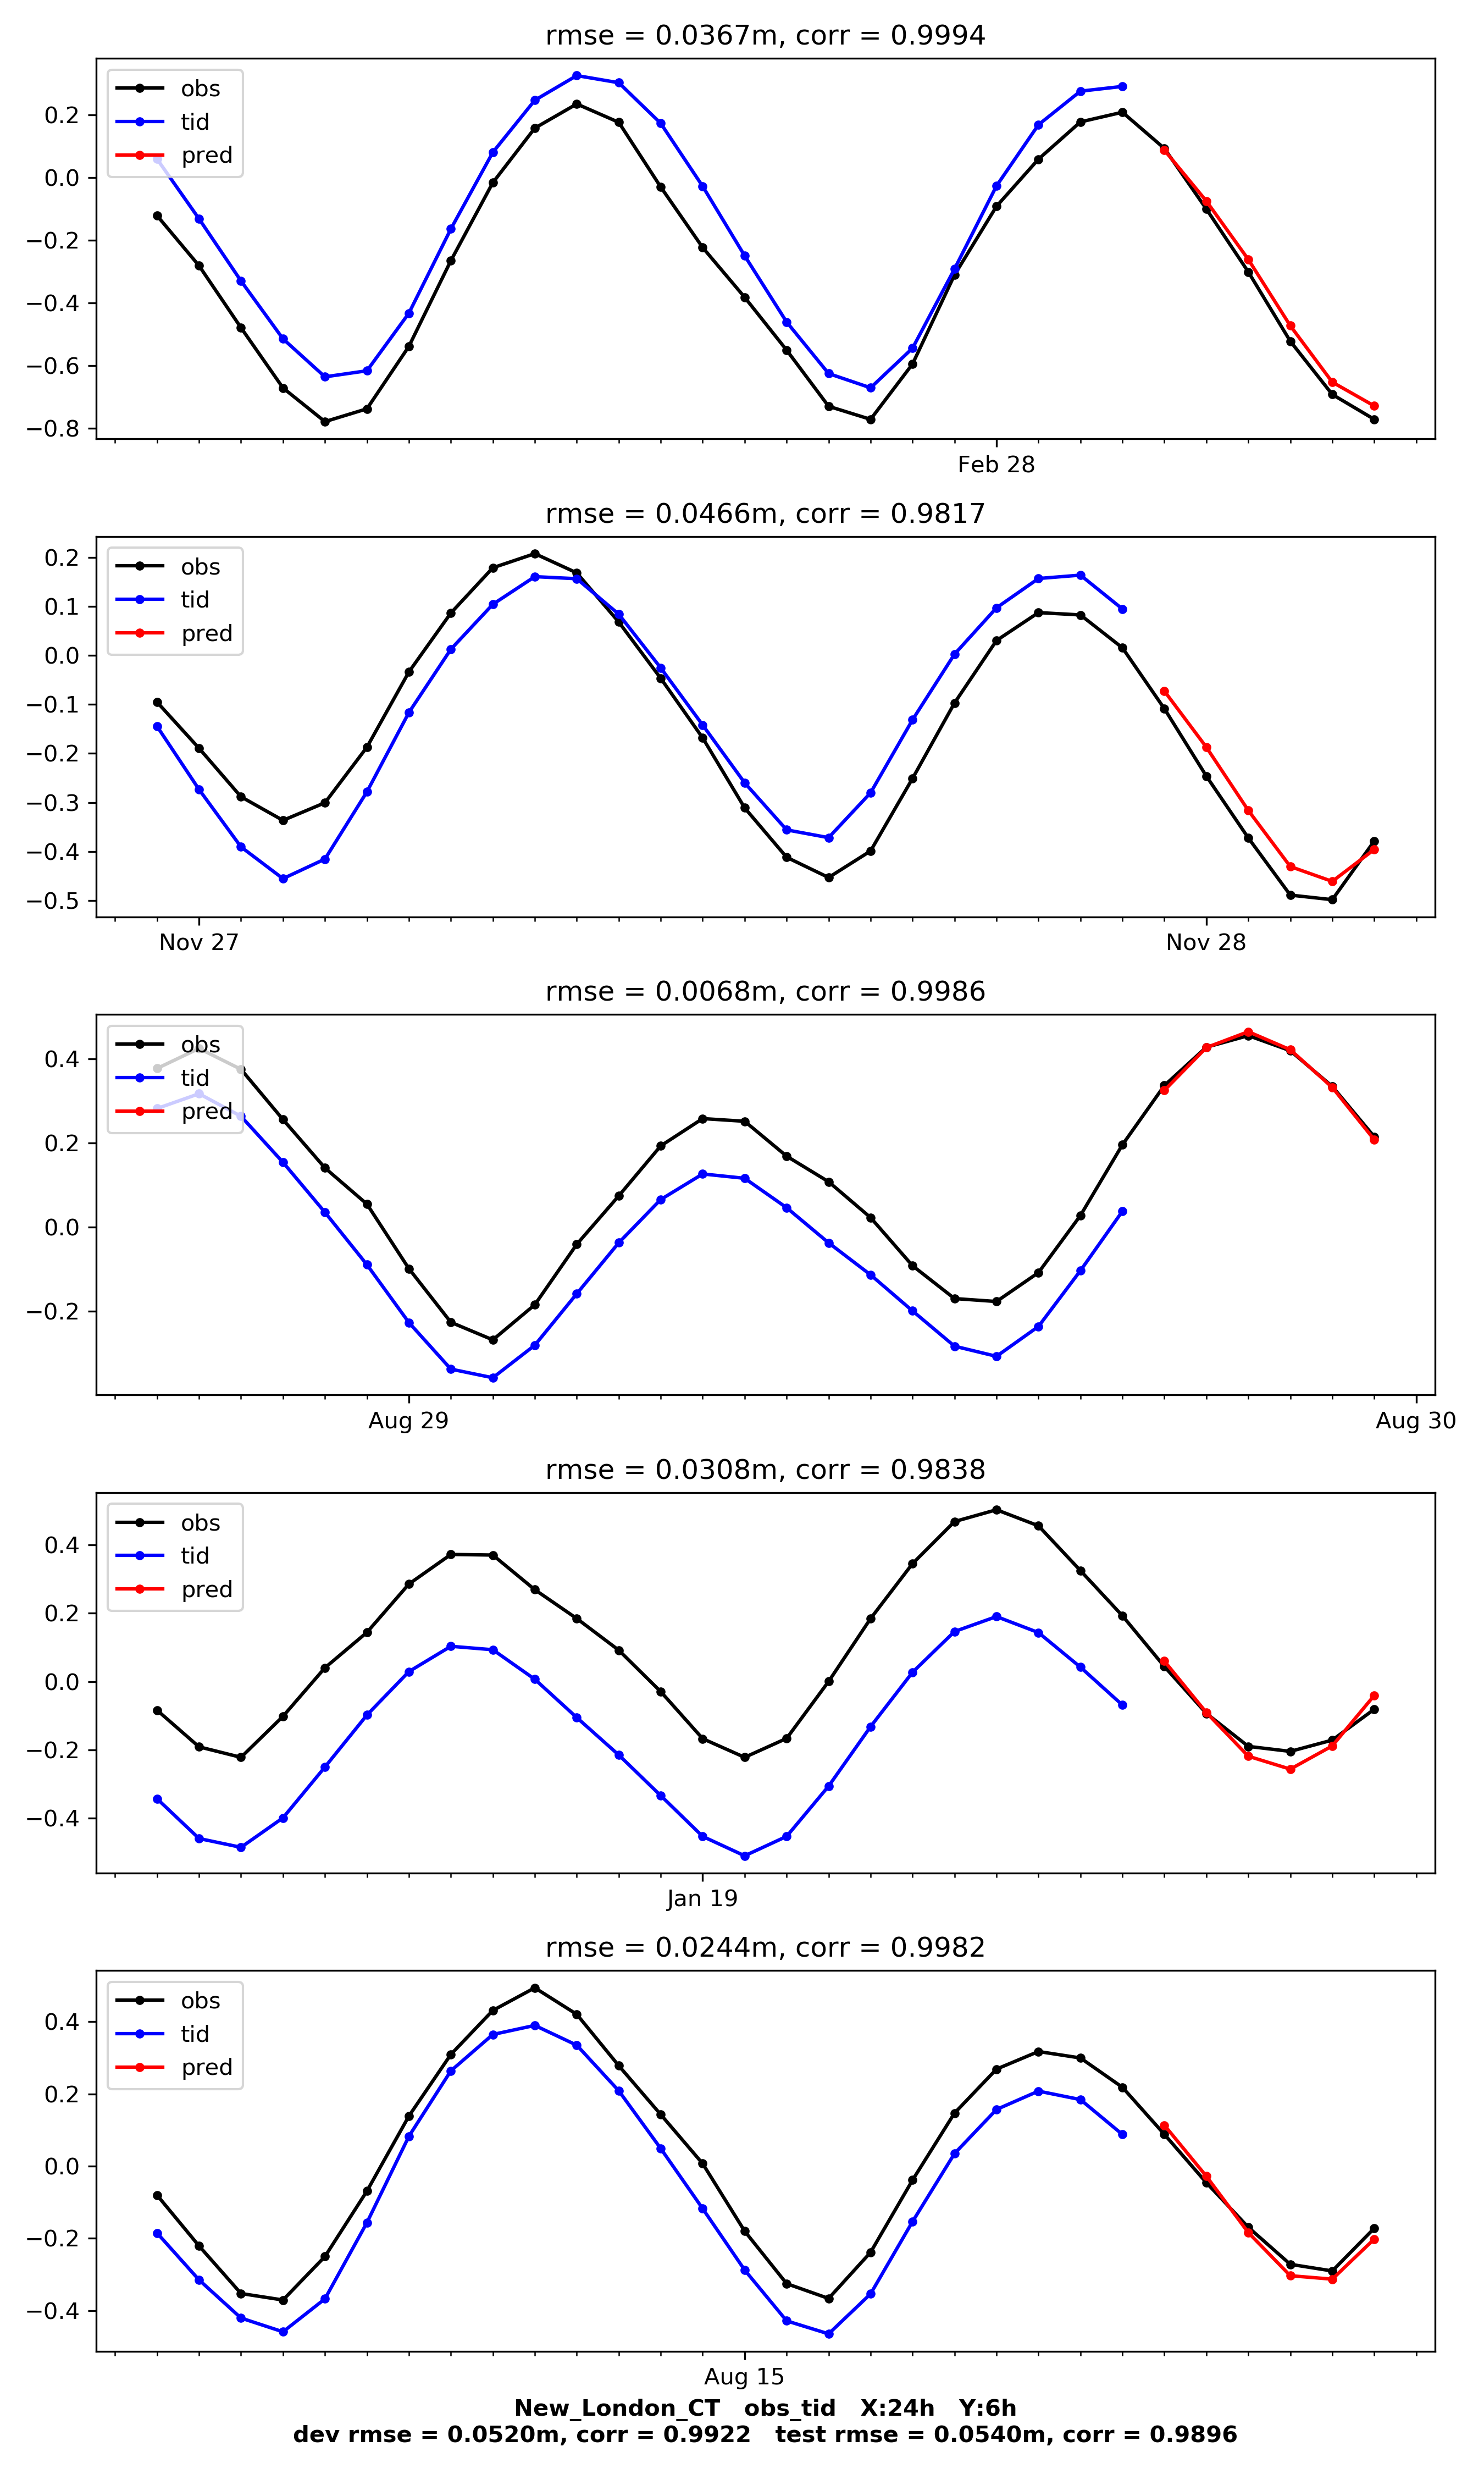 rmse = 0.0367m, corr = 0.9994
obs
tid
pred
0.2
0.0
−0.2
−0.4
−0.6
−0.8
Feb 28
rmse = 0.0466m, corr = 0.9817
obs
tid
pred
0.2
0.1
0.0
−0.1
−0.2
−0.3
−0.4
−0.5
Nov 27 Nov 28
rmse = 0.0068m, corr = 0.9986
obs
tid
pred
0.4
0.2
0.0
−0.2
Aug 29 Aug 30
rmse = 0.0308m, corr = 0.9838
obs
tid
pred
0.4
0.2
0.0
−0.2
−0.4
Jan 19
rmse = 0.0244m, corr = 0.9982
obs
tid
pred
0.4
0.2
0.0
−0.2
−0.4
Aug 15
New_London_CT obs_tid X:24h Y:6h
dev rmse = 0.0520m, corr = 0.9922 test rmse = 0.0540m, corr = 0.9896